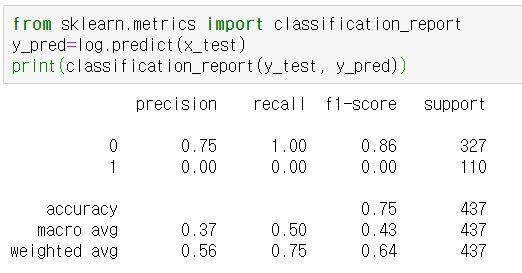 from sklearn.metrics import classification_report
y_pred=log.predict(x_test)
print(classification_report(y_test, y_pred))
precision recall f1-score support
0 0.75 1.00 0.86 327
1 0.00 0.00 0.00 110
accuracy 0.75 437
macro avg 0.37 0.50 0.43 437
weighted avg 0.56 0.75 0.64 437